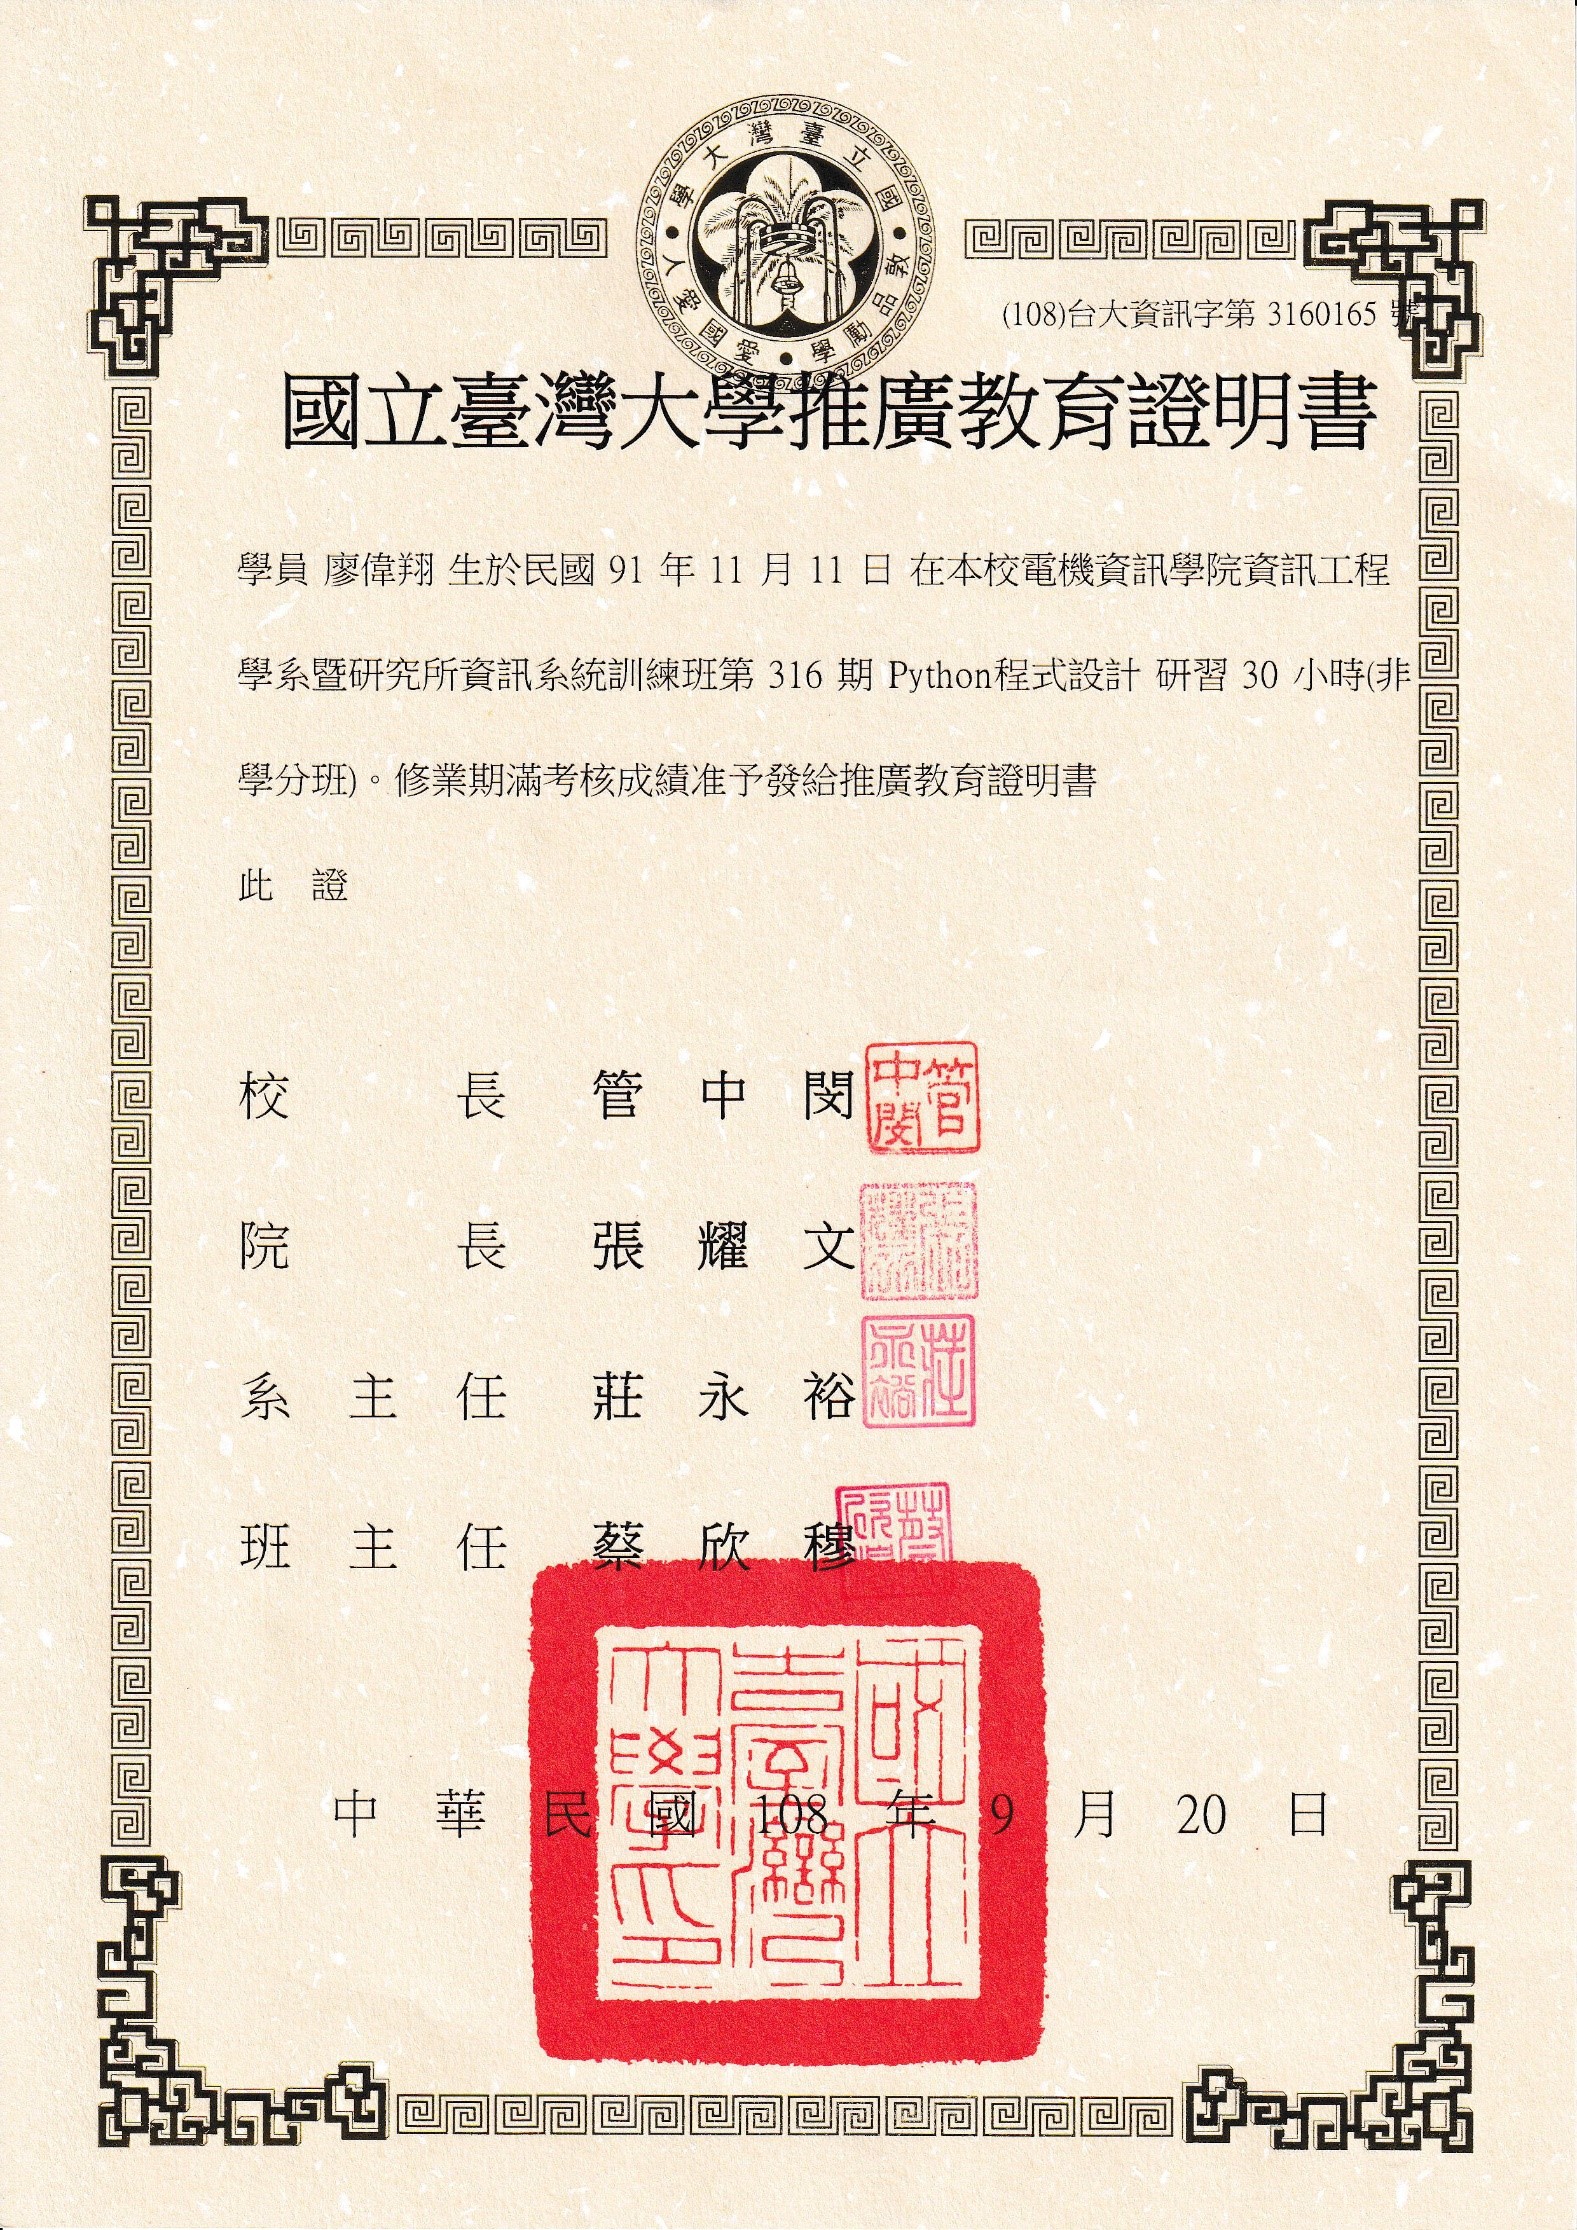 國立臺灣大學
敦品勵學 愛國愛人
(108)台大資訊字第 3160165 號
國立臺灣大學推廣教育證明書
學員 廖偉翔 生於民國 91 年 11 月 11 日 在本校電機資訊學院資訊工程
學系暨研究所資訊系統訓練班第 316 期 Python程式設計 研習 30 小時(非
學分班)。修業期滿考核成績准予發給推廣教育證明書
此 證
校長 管中閔
管中閔
院長 張耀文
張耀文
系主任 莊永裕
莊永裕
班主任 蔡欣穆
國立臺灣大學印
中華民國 108 年 9 月 20 日